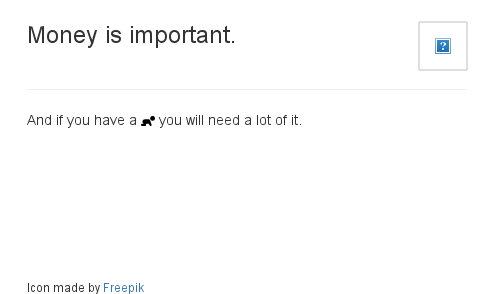 Money is important.
And if you have a you will need a lot of it.
Icon made by Freepik